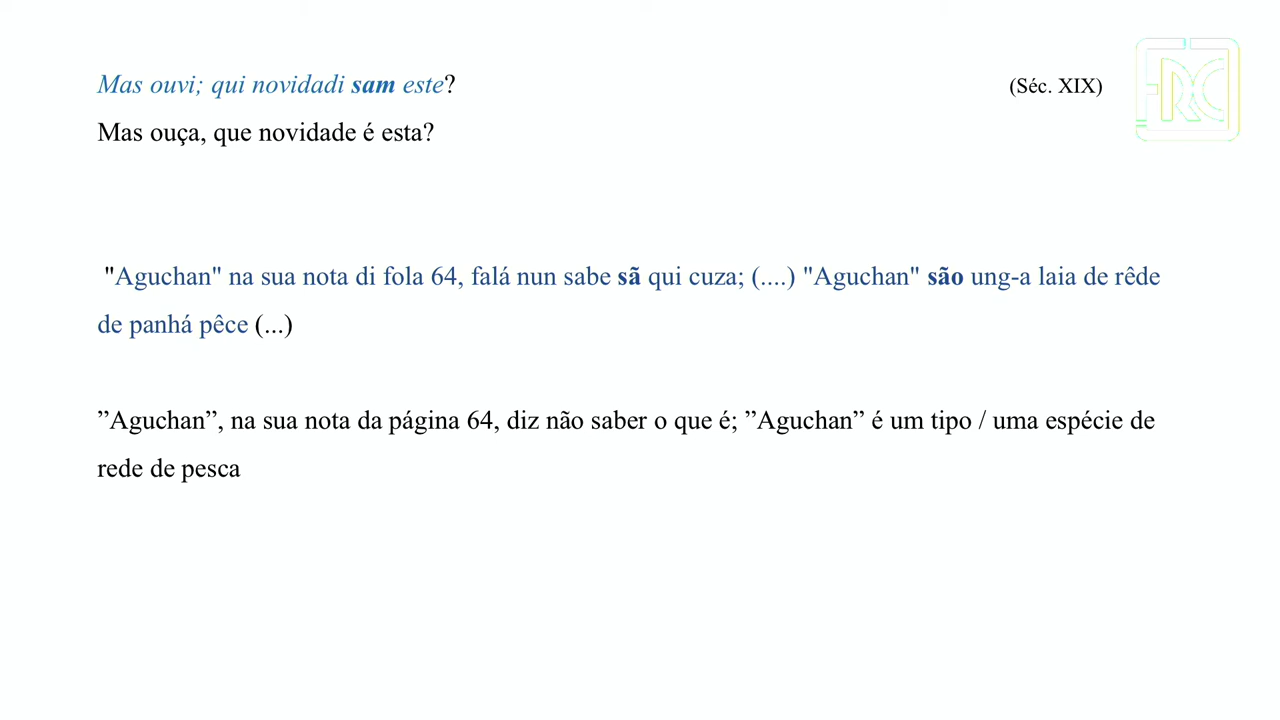 Mas ouvi; qui novidadi sam este? (Séc. XIX)
Mas ouça, que novidade é esta?
"Aguchan" na sua nota di fola 64, falá nun sabe sã qui cuza; (....) "Aguchan" são ung-a laia de rêde
de panhá pêce (...)
”Aguchan”, na sua nota da página 64, diz não saber o que é; ”Aguchan” é um tipo / uma espécie de
rede de pesca